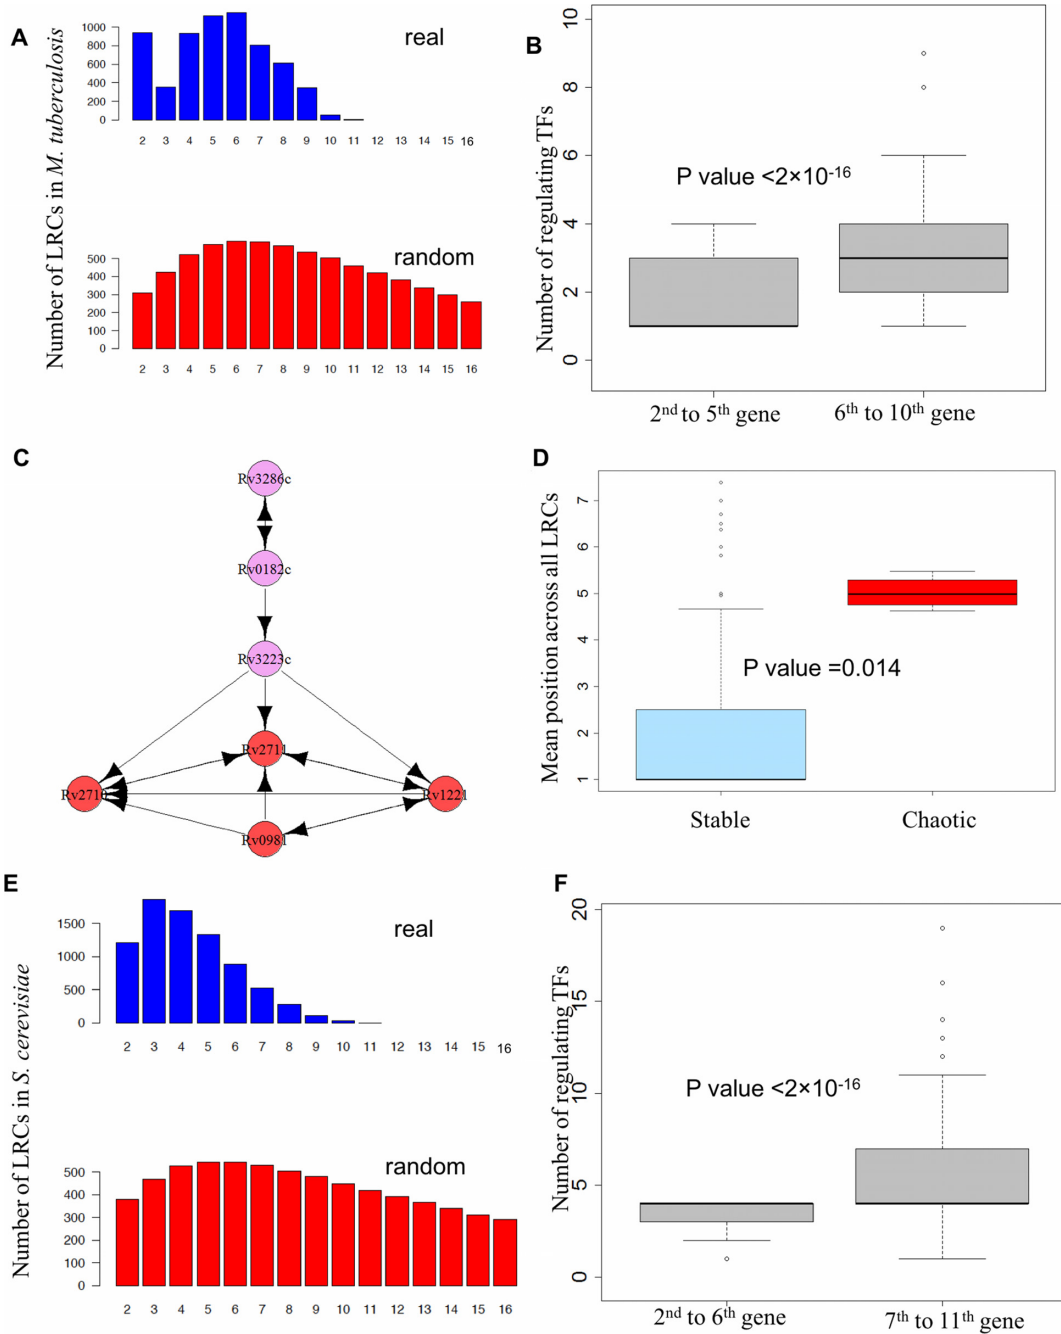 A
Number of LRCs in M. tuberculosis
real
1000
800
600
400
200
0
2 3 4 5 6 7 8 9 10 11 12 13 14 15 16
random
500
400
300
200
100
0
2 3 4 5 6 7 8 9 10 11 12 13 14 15 16
B
Number of regulating TFs
10
8
6
4
2
0
P value <2×10-16
2nd to 5th gene
6th to 10th gene
C
Rv3286c
Rv0182c
Rv3223c
Rv2711
Rv2710
Rv1221
Rv0981
D
Mean position across all LRCs
7
6
5
4
3
2
1
P value =0.014
Stable
Chaotic
E
Number of LRCs in S. cerevisiae
real
1500
1000
500
0
2 3 4 5 6 7 8 9 10 11 12 13 14 15 16
random
500
400
300
200
100
0
2 3 4 5 6 7 8 9 10 11 12 13 14 15 16
F
Number of regulating TFs
20
15
10
5
0
P value <2×10-16
2nd to 6th gene
7th to 11th gene